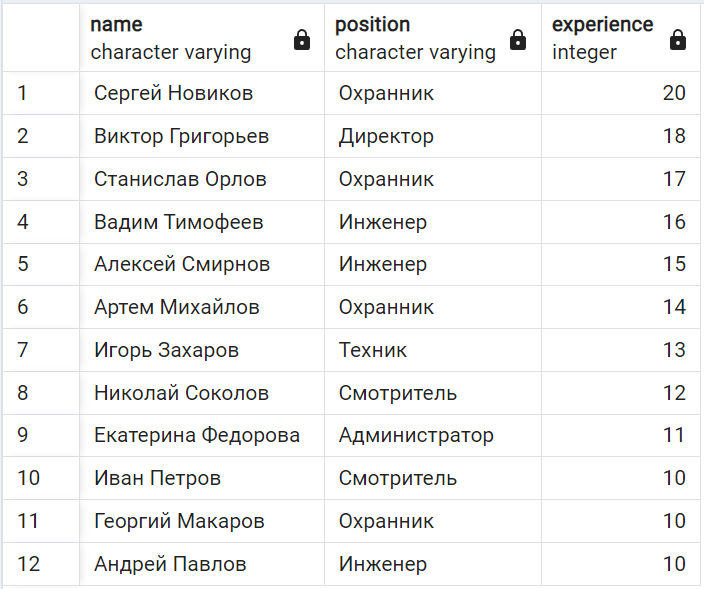 name position experience
character varying character varying integer
1 Сергей Новиков Охранник 20
2 Виктор Григорьев Директор 18
3 Станислав Орлов Охранник 17
4 Вадим Тимофеев Инженер 16
5 Алексей Смирнов Инженер 15
6 Артем Михайлов Охранник 14
7 Игорь Захаров Техник 13
8 Николай Соколов Смотритель 12
9 Екатерина Федорова Администратор 11
10 Иван Петров Смотритель 10
11 Георгий Макаров Охранник 10
12 Андрей Павлов Инженер 10